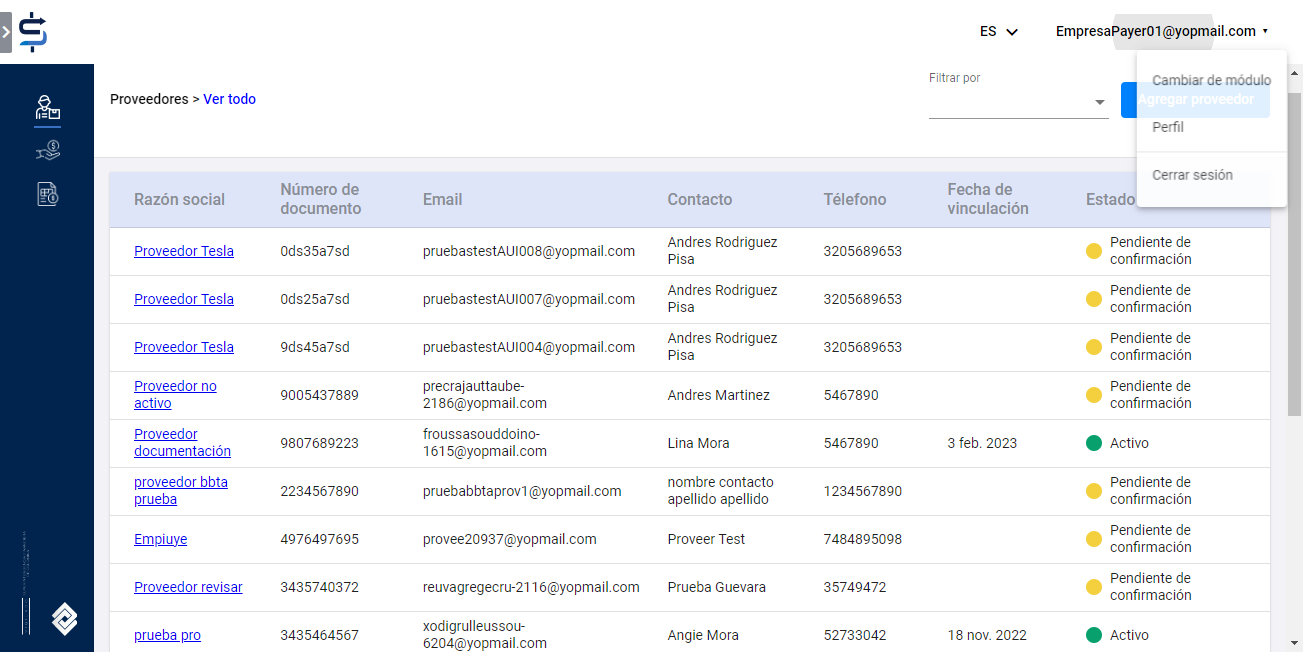 ES
EmpresaPayer01@yopmail.com
Cambiar de módulo
Agregar proveedor
Perfil
Cerrar sesión
Proveedores > Ver todo
Filtrar por
Razón social
Número de
documento
Email
Contacto
Télefono
Fecha de
vinculación
Estado
Proveedor Tesla
0ds35a7sd
pruebastestAUI008@yopmail.com
Andres Rodriguez
Pisa
3205689653
Pendiente de
confirmación
Proveedor Tesla
0ds25a7sd
pruebastestAUI007@yopmail.com
Andres Rodriguez
Pisa
3205689653
Pendiente de
confirmación
Proveedor Tesla
9ds45a7sd
pruebastestAUI004@yopmail.com
Andres Rodriguez
Pisa
3205689653
Pendiente de
confirmación
Proveedor no
activo
9005437889
precrajauttaube-
2186@yopmail.com
Andres Martinez
5467890
Pendiente de
confirmación
Proveedor
documentación
9807689223
froussasouddoino-
1615@yopmail.com
Lina Mora
5467890
3 feb. 2023
Activo
proveedor bbta
prueba
2234567890
pruebabbtaprov1@yopmail.com
nombre contacto
apellido apellido
1234567890
Pendiente de
confirmación
Empiuye
4976497695
provee20937@yopmail.com
Proveer Test
7484895098
Pendiente de
confirmación
Proveedor revisar
3435740372
reuvagregecru-2116@yopmail.com
Prueba Guevara
35749472
Pendiente de
confirmación
prueba pro
3435464567
xodigrulleussou-
6204@yopmail.com
Angie Mora
52733042
18 nov. 2022
Activo